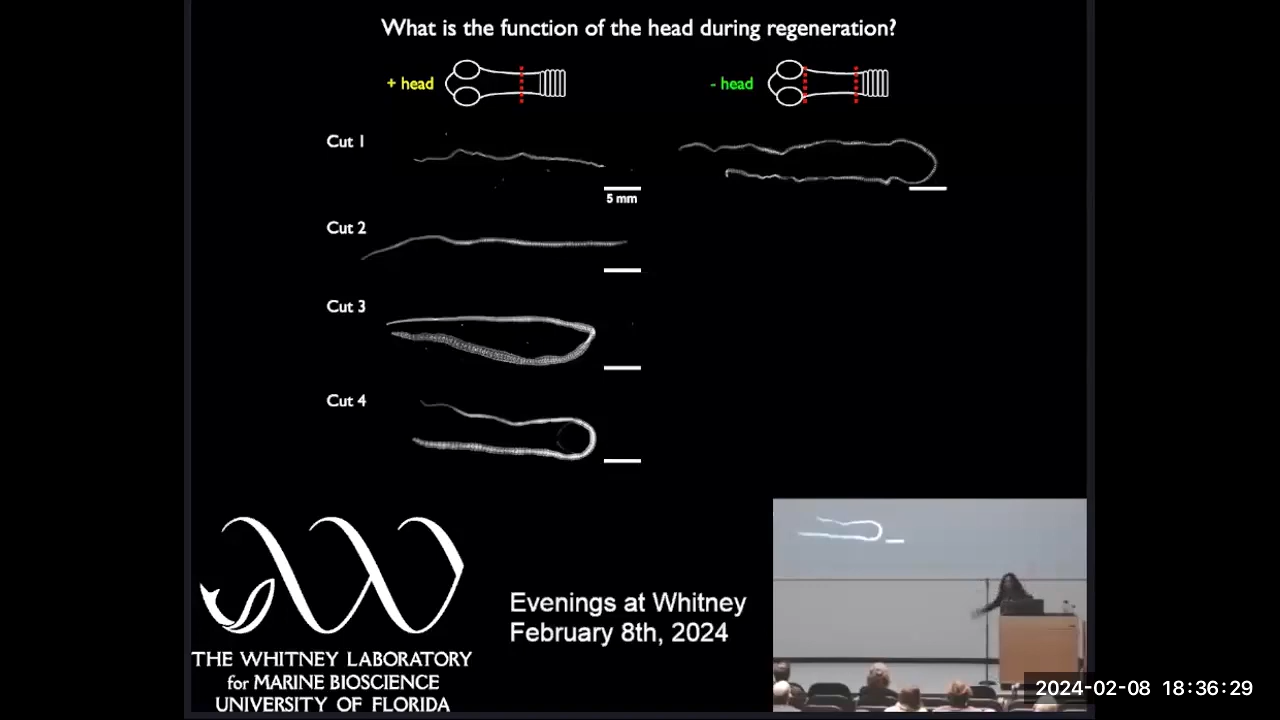 What is the function of the head during regeneration?
+ head
- head
Cut 1
5 mm
Cut 2
Cut 3
Cut 4
Evenings at Whitney
February 8th, 2024
THE WHITNEY LABORATORY
for MARINE BIOSCIENCE
UNIVERSITY OF FLORIDA
2024-02-08 18:36:29